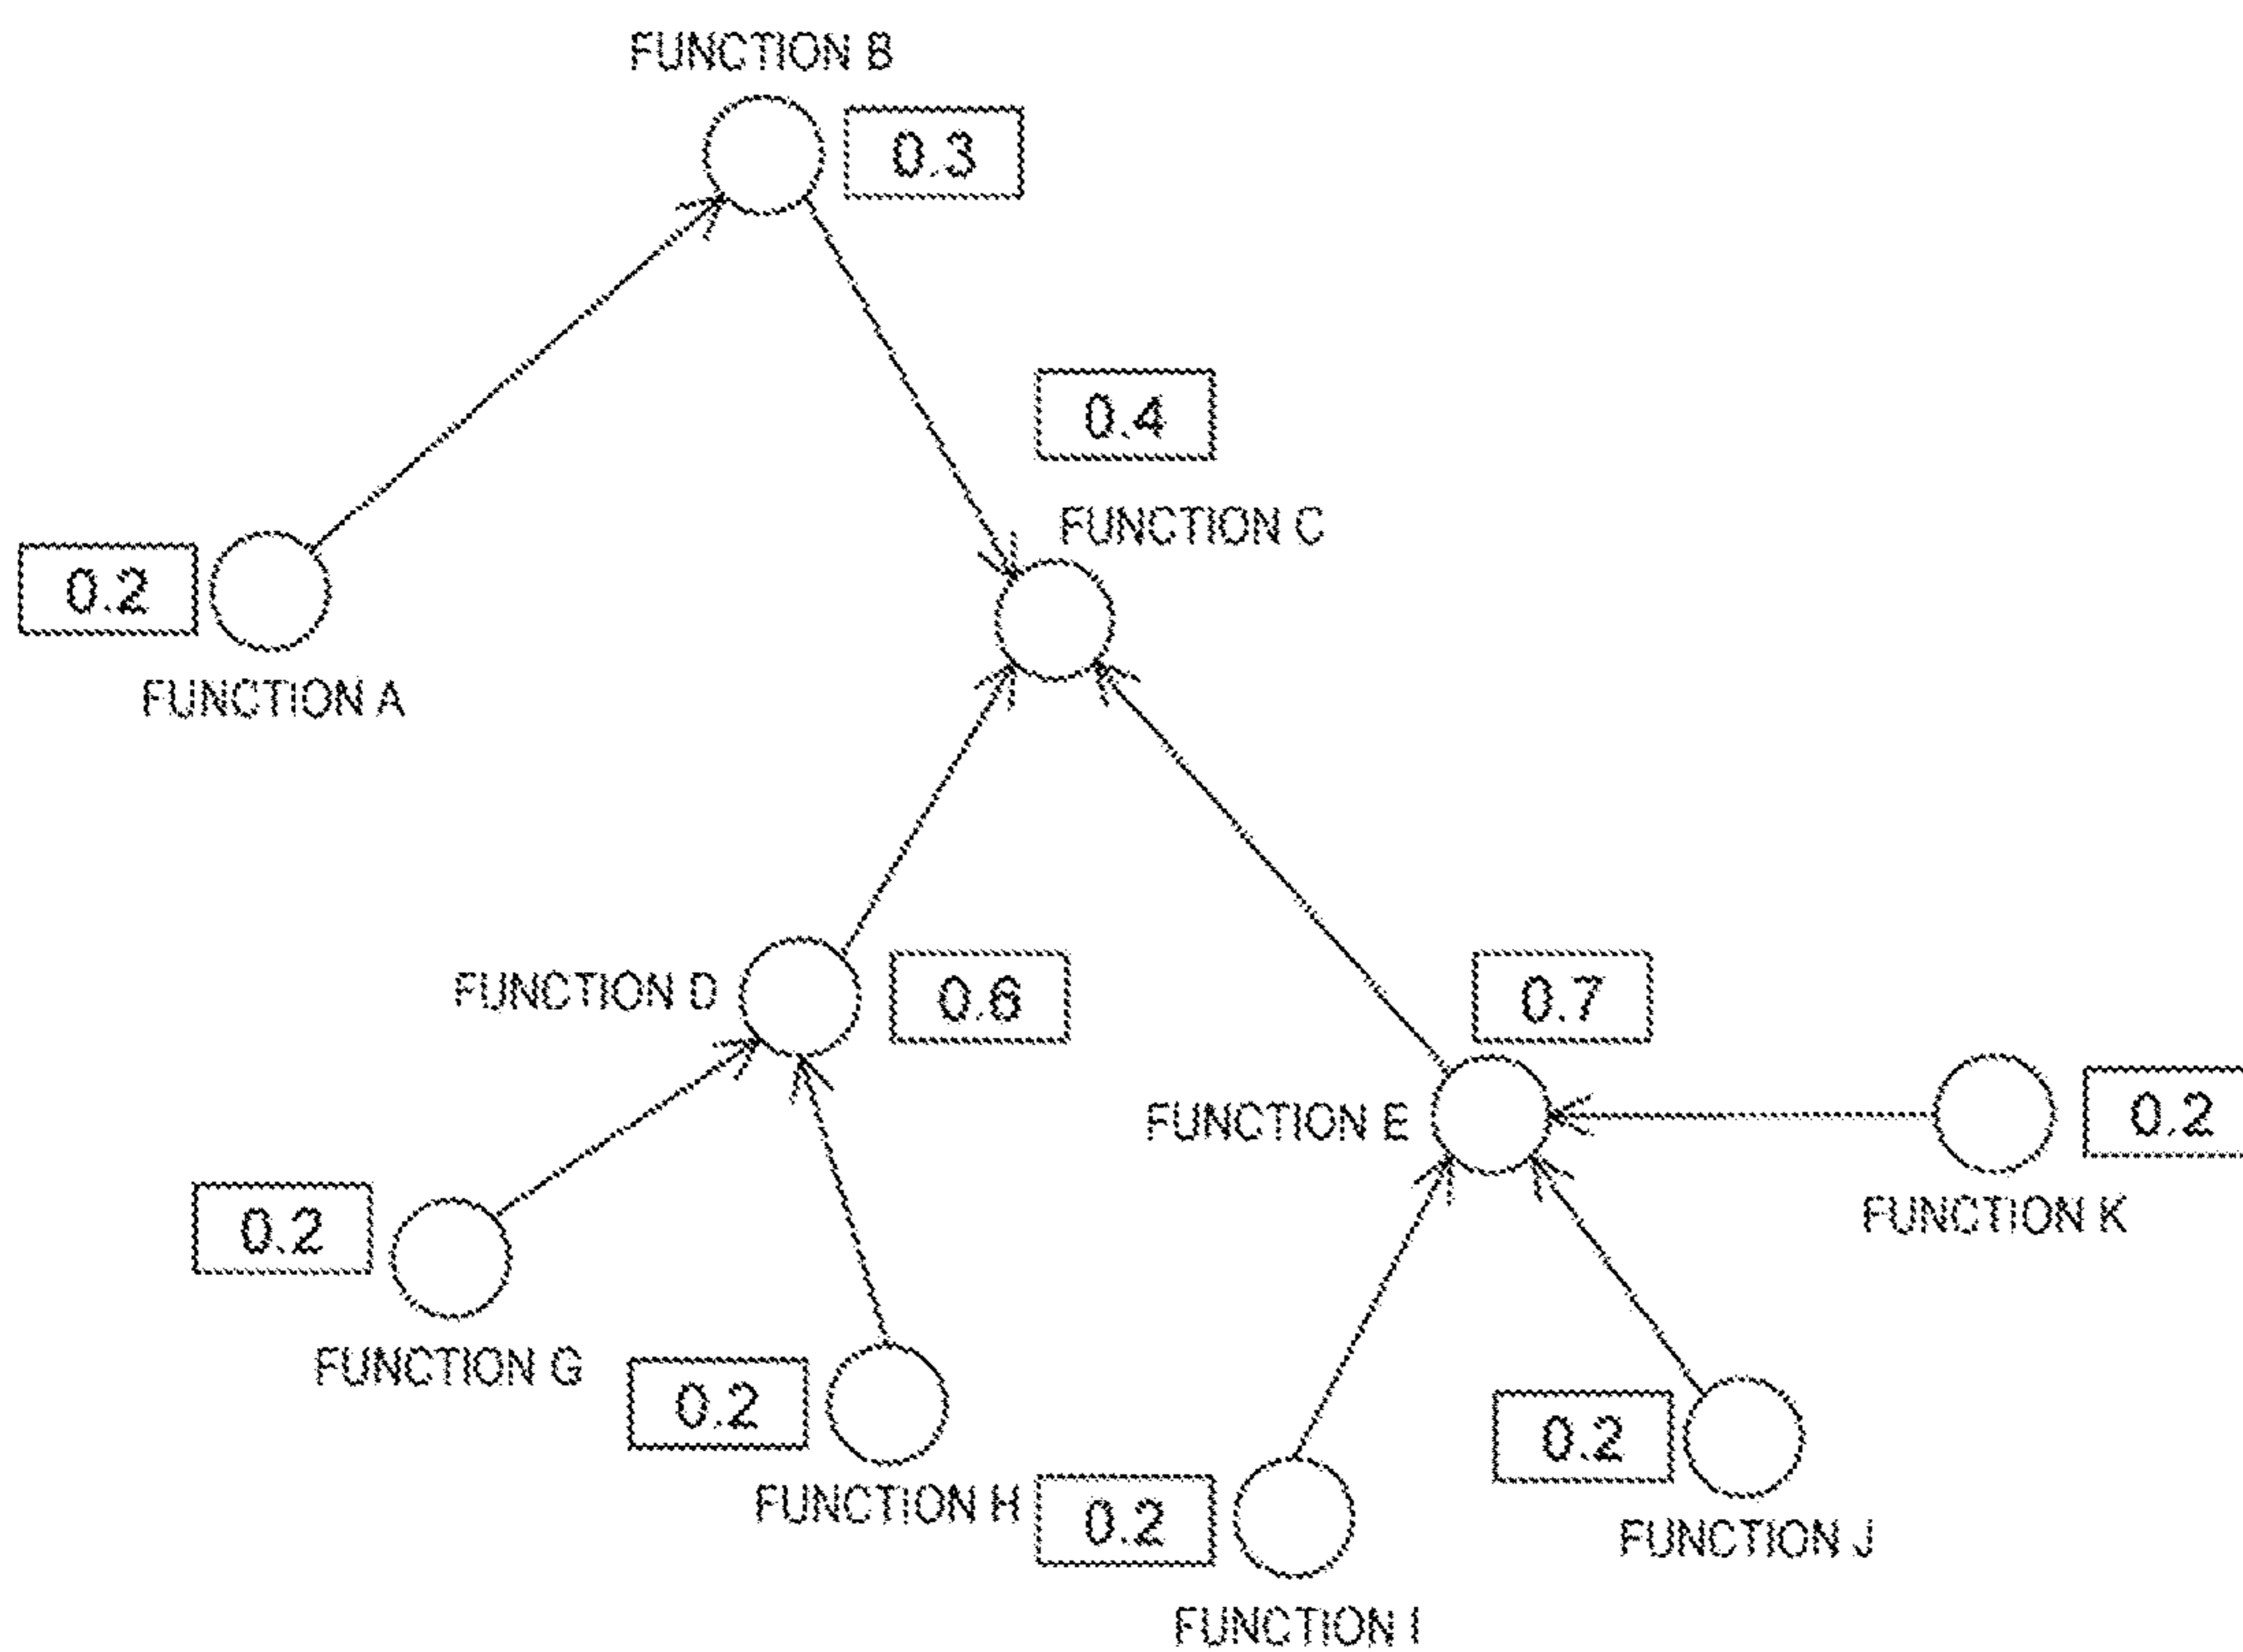 FUNCTION B
0.3
0.4
FUNCTION C
0.2
FUNCTION A
FUNCTION D
0.6
0.7
FUNCTION E
0.2
FUNCTION K
0.2
FUNCTION G
0.2
FUNCTION H
0.2
FUNCTION I
0.2
FUNCTION J